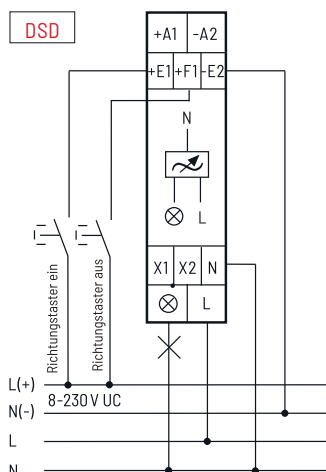 DSD
+A1 -A2
+E1 +F1 -E2
N
L
X1 X2 N
L
Richtungstaster ein
Richtungstaster aus
L(+)
8-230 V UC
N(-)
L
N